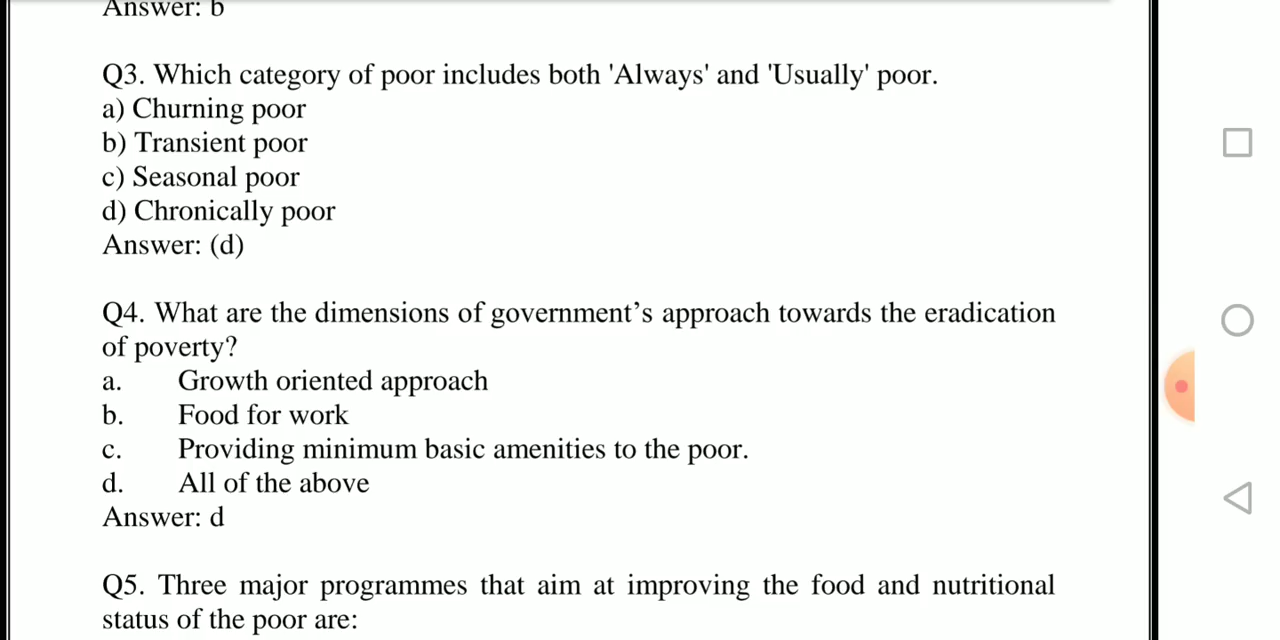 Answer: b
Q3. Which category of poor includes both 'Always' and 'Usually' poor.
a) Churning poor
b) Transient poor
c) Seasonal poor
d) Chronically poor
Answer: (d)
Q4. What are the dimensions of government’s approach towards the eradication
of poverty?
a. Growth oriented approach
b. Food for work
c. Providing minimum basic amenities to the poor.
d. All of the above
Answer: d
Q5. Three major programmes that aim at improving the food and nutritional
status of the poor are: